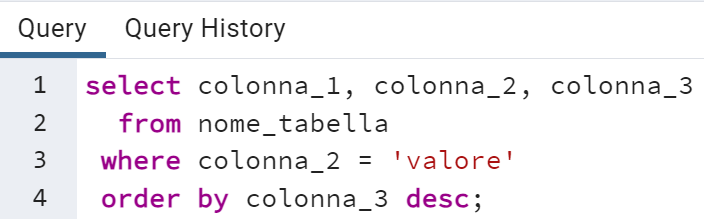 Query Query History
1 select colonna_1, colonna_2, colonna_3
2 from nome_tabella
3 where colonna_2 = 'valore'
4 order by colonna_3 desc;